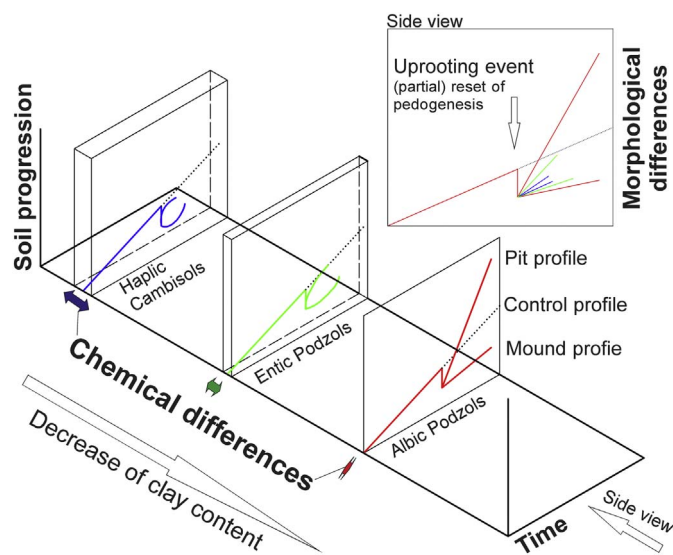 Side view
Uprooting event
(partial) reset of
pedogenesis
Morphological
differences
Soil progression
Haplic
Cambisols
Entic Podzols
Albic Podzols
Pit profile
Control profile
Mound profie
Chemical differences
Decrease of
clay content
Time
Side view